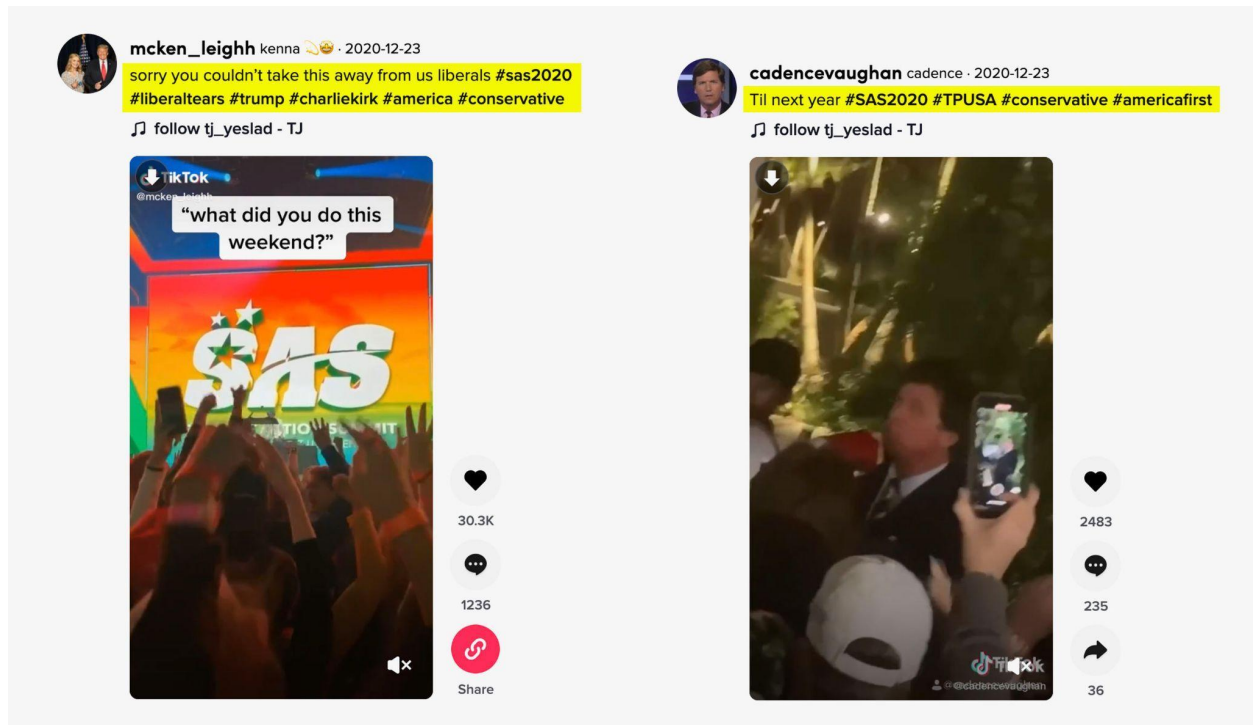 mcken_leighh kenna 💫🤩 · 2020-12-23
sorry you couldn’t take this away from us liberals #sas2020
#liberaltears #trump #charliekirk #america #conservative
♫ follow tj_yeslad - TJ
TikTok
“what did you do this
weekend?”
SAS
30.3K
1236
Share
cadencevaughan cadence · 2020-12-23
Til next year #SAS2020 #TPUSA #conservative #americafirst
♫ follow tj_yeslad - TJ
2483
235
TikTok
@cadencevaughan
36